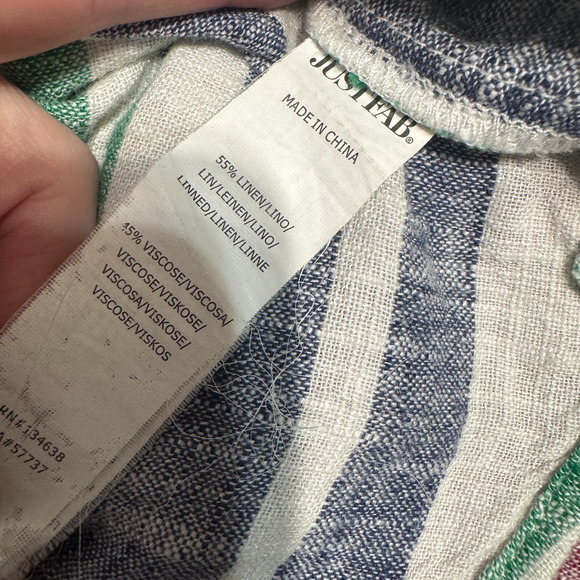 JUSTFAB®
MADE IN CHINA
55% LINEN/LINO/
LIN/LEINEN/LINO/
LINNED/LINEN/LINNE
45% VISCOSE/VISCOSA/
VISCOSE/VISKOSE/
VISCOSA/VISKOSE/
VISCOSE/VISKOS
RN# 134638
A#57737